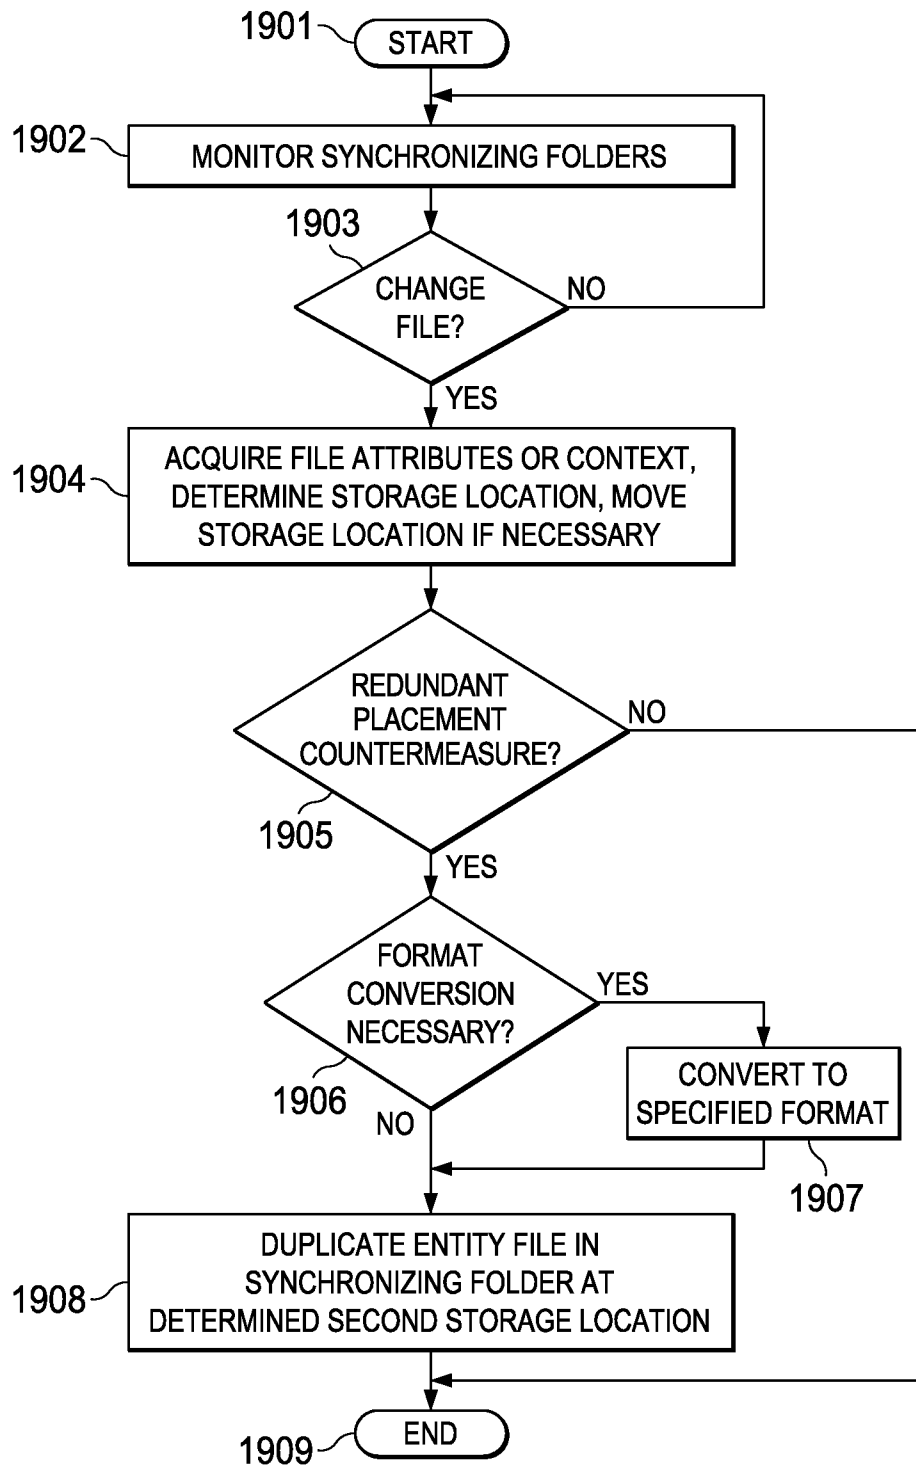 1901
START
1902
MONITOR SYNCHRONIZING FOLDERS
1903
CHANGE
FILE?
NO
YES
1904
ACQUIRE FILE ATTRIBUTES OR CONTEXT,
DETERMINE STORAGE LOCATION, MOVE
STORAGE LOCATION IF NECESSARY
REDUNDANT
PLACEMENT
COUNTERMEASURE?
NO
1905
YES
FORMAT
CONVERSION
NECESSARY?
YES
1906
NO
CONVERT TO
SPECIFIED FORMAT
1907
1908
DUPLICATE ENTITY FILE IN
SYNCHRONIZING FOLDER AT
DETERMINED SECOND STORAGE LOCATION
1909
END